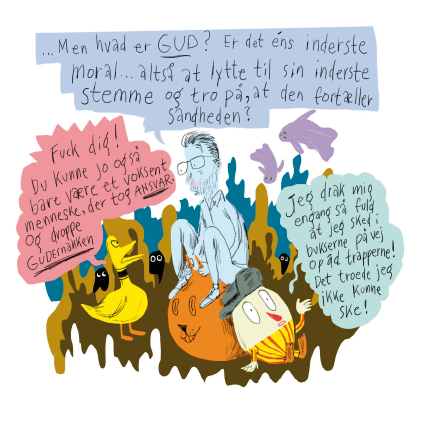 ...Men hvad er GUD? Er det éns inderste
moral... altså at lytte til sin inderste
stemme og tro på, at den fortæller
sandheden?
Fuck dig!
Du kunne jo også
bare være et voksent
menneske, der tog ANSVAR
og droppe
GUDERNAKKEN
Jeg drak mig
engang så fuld,
at jeg sked i
bukserne på vej
op ad trapperne!
Det troede jeg
ikke kunne
ske!